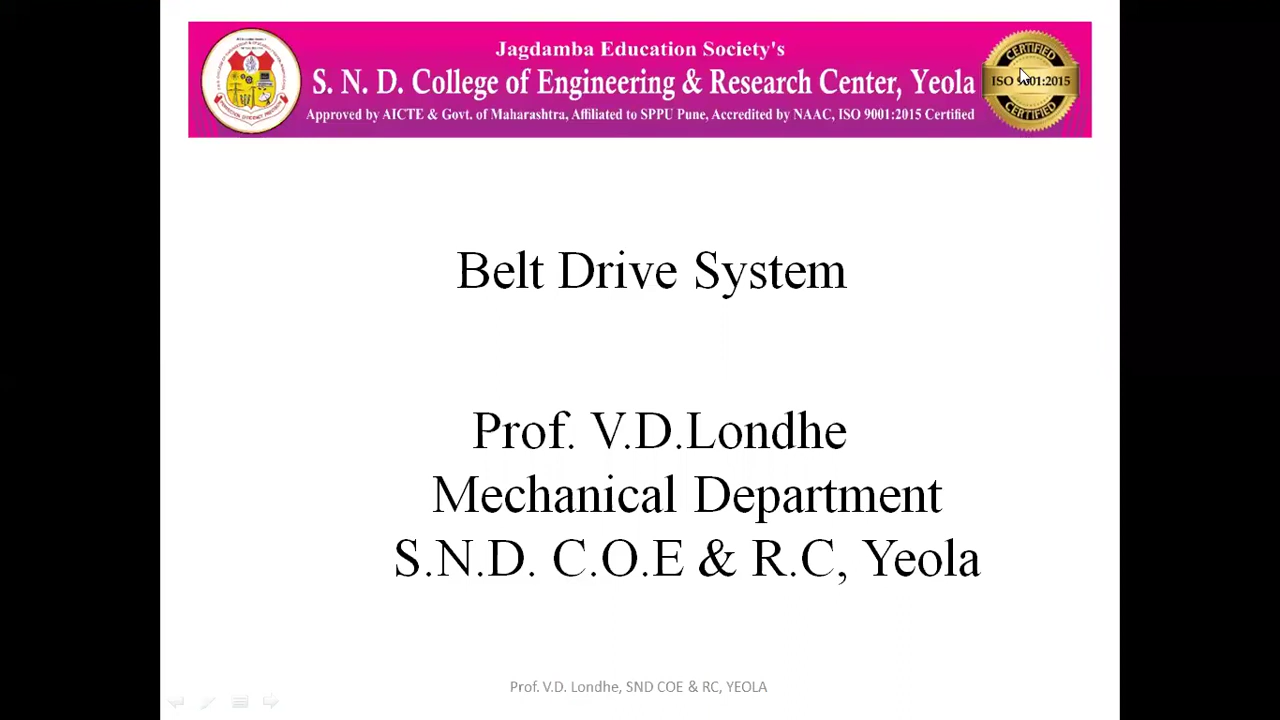 Jagdamba Education Society's
S. N. D. College of Engineering & Research Center, Yeola
Approved by AICTE & Govt. of Maharashtra, Affiliated to SPPU Pune, Accredited by NAAC, ISO 9001:2015 Certified
CERTIFIED
ISO 9001:2015
CERTIFIED
Belt Drive System
Prof. V.D.Londhe
Mechanical Department
S.N.D. C.O.E & R.C, Yeola
Prof. V.D. Londhe, SND COE & RC, YEOLA